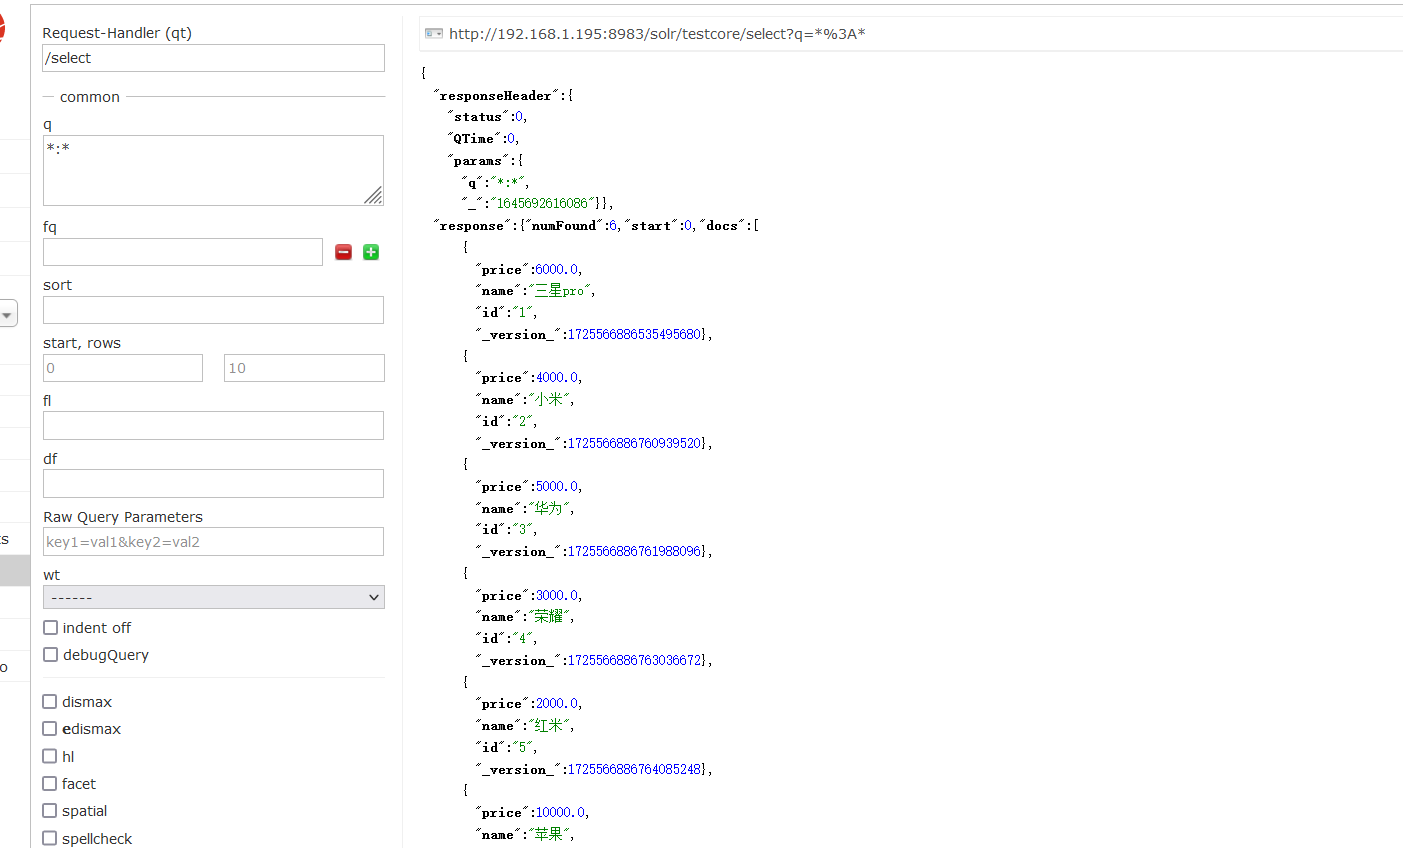 Request-Handler (qt)
/select
common
q
*:*
fq
sort
start, rows
0
10
fl
df
Raw Query Parameters
key1=val1&key2=val2
wt
------
indent off
debugQuery
dismax
edismax
hl
facet
spatial
spellcheck
http://192.168.1.195:8983/solr/testcore/select?q=*%3A*
{
"responseHeader":{
"status":0,
"QTime":0,
"params":{
"q":"*:*",
"_":"1645692616086"}},
"response":{"numFound":6,"start":0,"docs":[
{
"price":6000.0,
"name":"三星pro",
"id":"1",
"_version_":1725566886535495680},
{
"price":4000.0,
"name":"小米",
"id":"2",
"_version_":1725566886760939520},
{
"price":5000.0,
"name":"华为",
"id":"3",
"_version_":1725566886761988096},
{
"price":3000.0,
"name":"荣耀",
"id":"4",
"_version_":1725566886763036672},
{
"price":2000.0,
"name":"红米",
"id":"5",
"_version_":1725566886764085248},
{
"price":10000.0,
"name":"苹果",